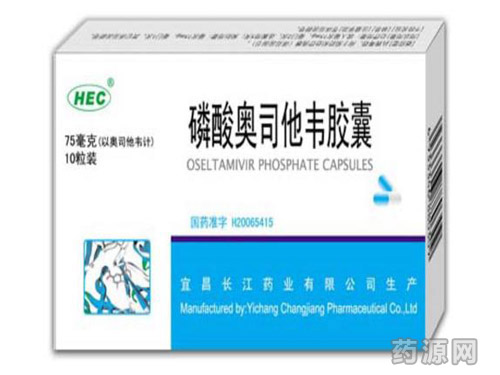 HEC®
75毫克(以奥司他韦计)
10粒装
磷酸奥司他韦胶囊
OSELTAMIVIR PHOSPHATE CAPSULES
国药准字 H20065415
宜昌长江药业有限公司生产
Manufactured by:Yichang Changjiang Pharmaceutical Co.,Ltd
药源网